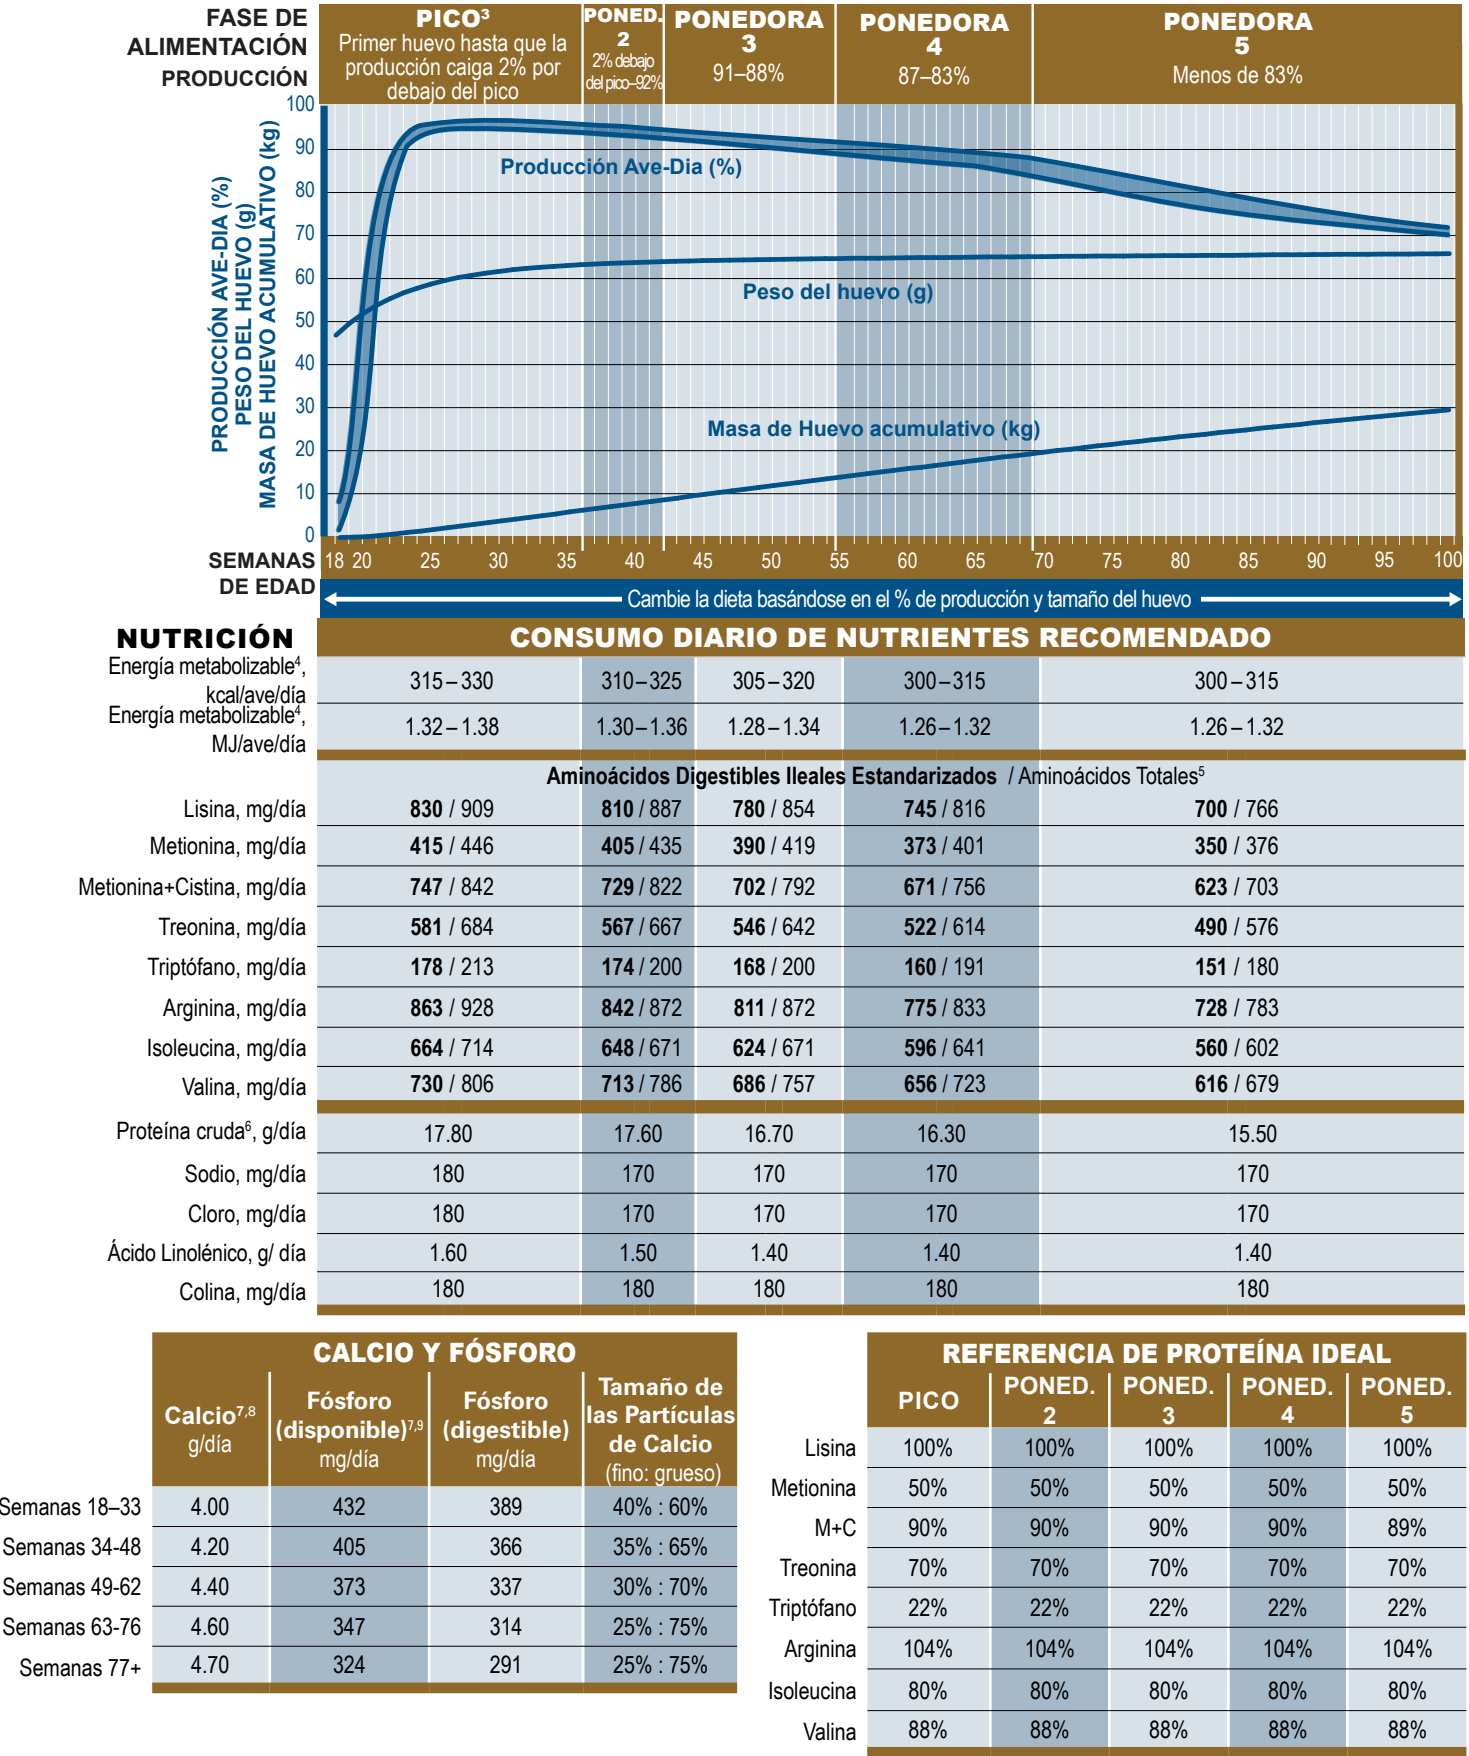 FASE DE
ALIMENTACIÓN
PRODUCCIÓN
PICO³
Primer huevo hasta que la
producción caiga 2% por
debajo del pico
PONED.
2
2% debajo
del pico–92%
PONEDORA
3
91–88%
PONEDORA
4
87–83%
PONEDORA
5
Menos de 83%
PRODUCCIÓN AVE-DIA (%)
PESO DEL HUEVO (g)
MASA DE HUEVO ACUMULATIVO (kg)
100
90
80
70
60
50
40
30
20
10
0
Producción Ave-Dia (%)
Peso del huevo (g)
Masa de Huevo acumulativo (kg)
SEMANAS
DE EDAD
18 20 25 30 35 40 45 50 55 60 65 70 75 80 85 90 95 100
Cambie la dieta basándose en el % de producción y tamaño del huevo
NUTRICIÓN CONSUMO DIARIO DE NUTRIENTES RECOMENDADO
Energía metabolizable⁴,
kcal/ave/día 315–330 310–325 305–320 300–315 300–315
Energía metabolizable⁴,
MJ/ave/día 1.32–1.38 1.30–1.36 1.28–1.34 1.26–1.32 1.26–1.32
Aminoácidos Digestibles Ileales Estandarizados / Aminoácidos Totales⁵
Lisina, mg/día 830 / 909 810 / 887 780 / 854 745 / 816 700 / 766
Metionina, mg/día 415 / 446 405 / 435 390 / 419 373 / 401 350 / 376
Metionina+Cistina, mg/día 747 / 842 729 / 822 702 / 792 671 / 756 623 / 703
Treonina, mg/día 581 / 684 567 / 667 546 / 642 522 / 614 490 / 576
Triptófano, mg/día 178 / 213 174 / 200 168 / 200 160 / 191 151 / 180
Arginina, mg/día 863 / 928 842 / 872 811 / 872 775 / 833 728 / 783
Isoleucina, mg/día 664 / 714 648 / 671 624 / 671 596 / 641 560 / 602
Valina, mg/día 730 / 806 713 / 786 686 / 757 656 / 723 616 / 679
Proteína cruda⁶, g/día 17.80 17.60 16.70 16.30 15.50
Sodio, mg/día 180 170 170 170 170
Cloro, mg/día 180 170 170 170 170
Ácido Linolénico, g/ día 1.60 1.50 1.40 1.40 1.40
Colina, mg/día 180 180 180 180 180
CALCIO Y FÓSFORO
Calcio⁷,⁸
g/día
Fósforo
(disponible)⁷,⁹
mg/día
Fósforo
(digestible)
mg/día
Tamaño de
las Partículas
de Calcio
(fino: grueso)
Semanas 18–33 4.00 432 389 40% : 60%
Semanas 34-48 4.20 405 366 35% : 65%
Semanas 49-62 4.40 373 337 30% : 70%
Semanas 63-76 4.60 347 314 25% : 75%
Semanas 77+ 4.70 324 291 25% : 75%
REFERENCIA DE PROTEÍNA IDEAL
PICO
PONED.
2
PONED.
3
PONED.
4
PONED.
5
Lisina 100% 100% 100% 100% 100%
Metionina 50% 50% 50% 50% 50%
M+C 90% 90% 90% 90% 89%
Treonina 70% 70% 70% 70% 70%
Triptófano 22% 22% 22% 22% 22%
Arginina 104% 104% 104% 104% 104%
Isoleucina 80% 80% 80% 80% 80%
Valina 88% 88% 88% 88% 88%